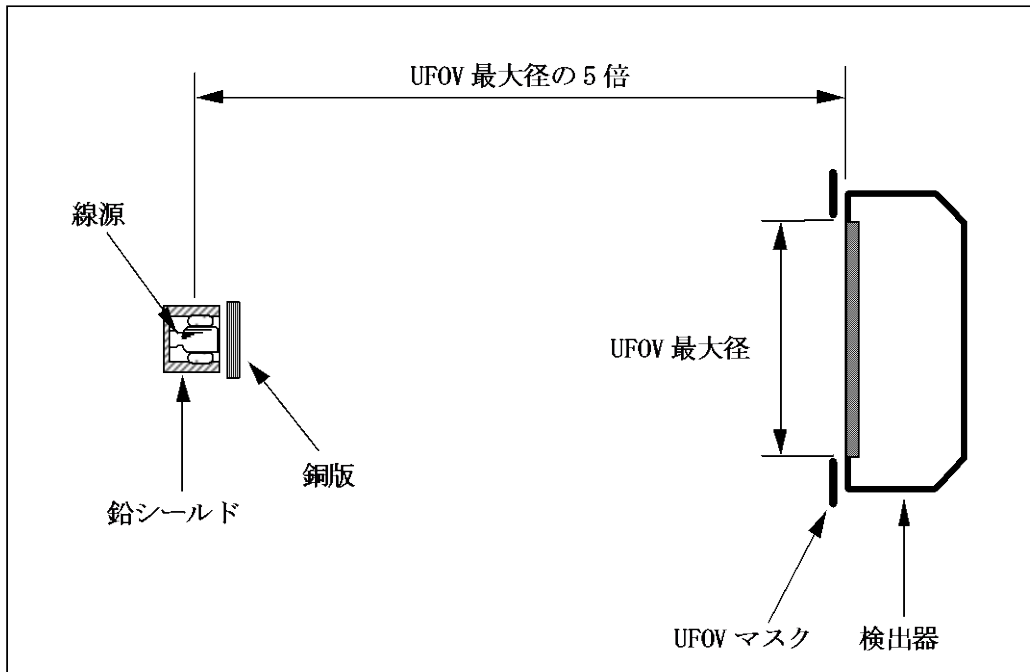 UFOV 最大径の 5 倍
線源
UFOV 最大径
銅版
鉛シールド
UFOV マスク
検出器